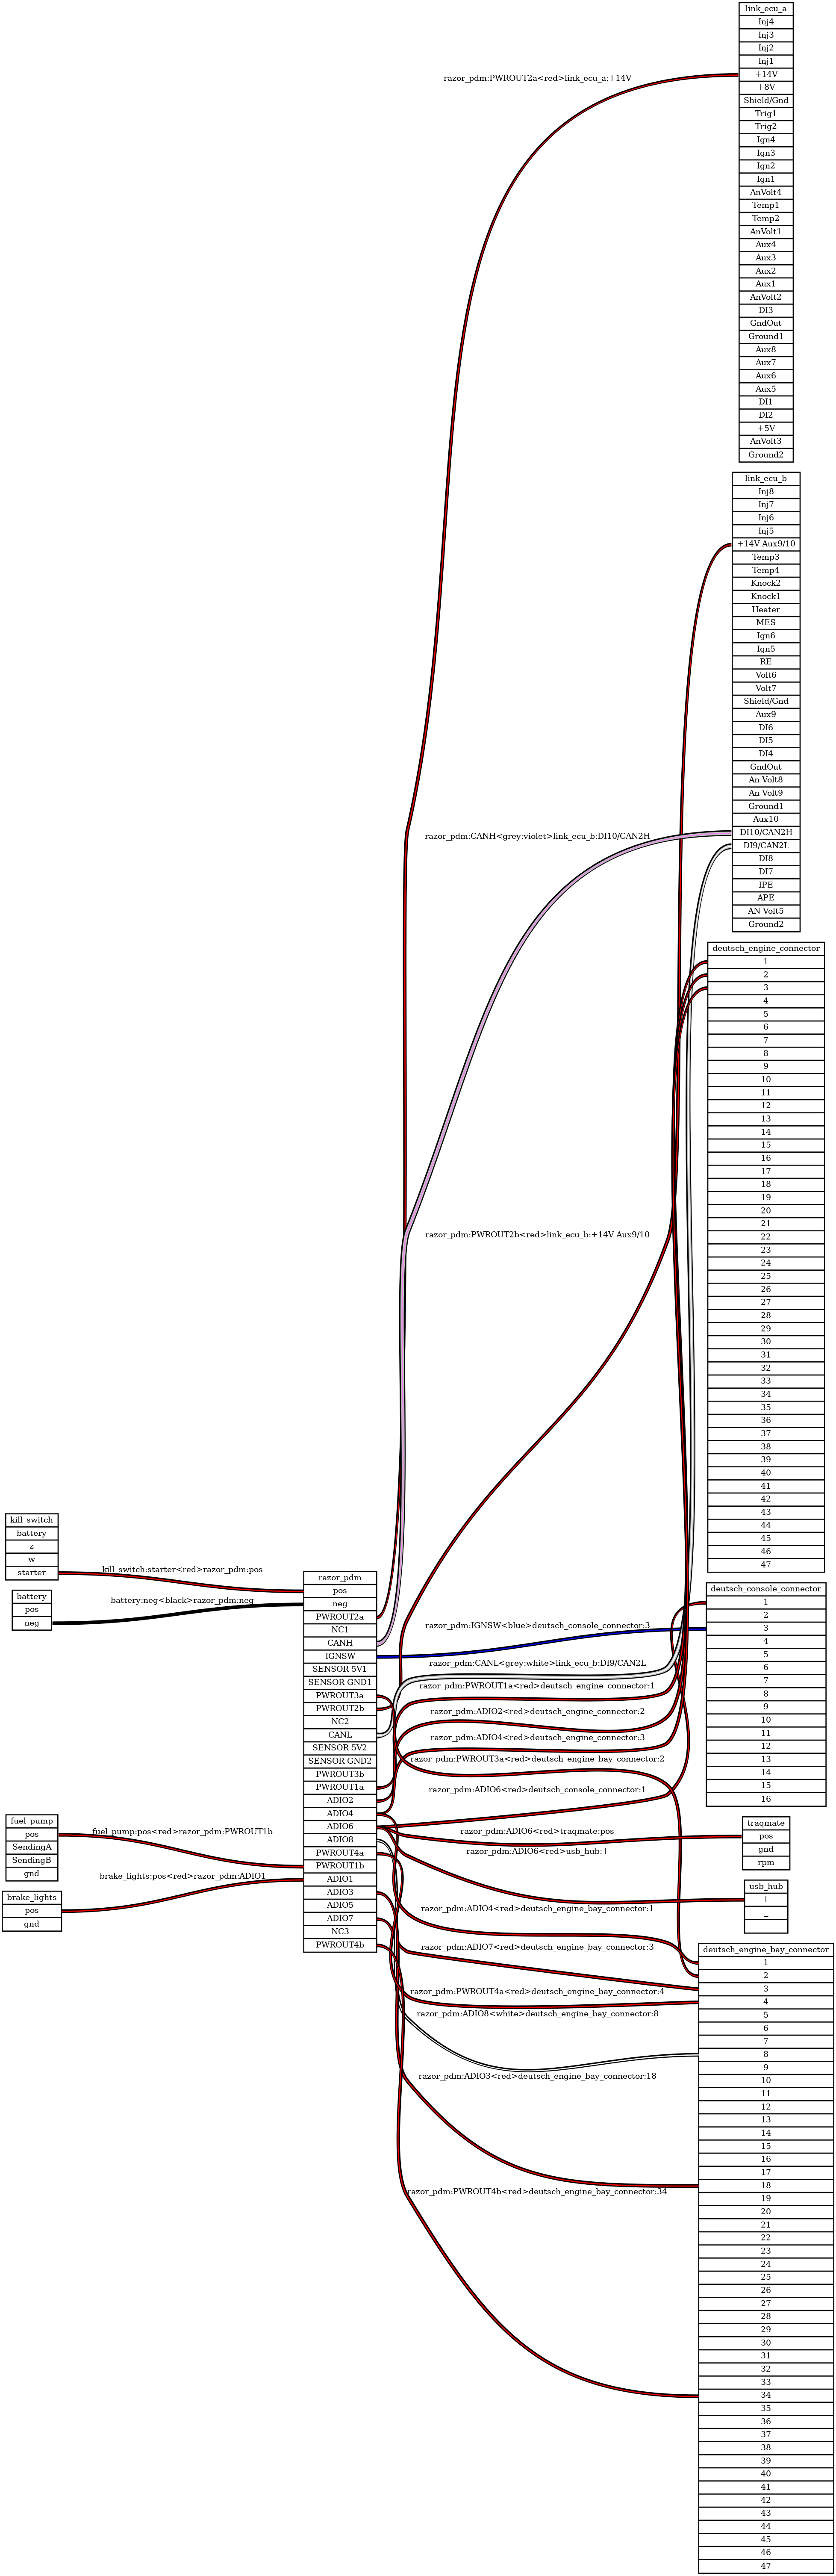 link_ecu_a
Inj4
Inj3
Inj2
Inj1
+14V
+8V
Shield/Gnd
Trig1
Trig2
Ign4
Ign3
Ign2
Ign1
AnVolt4
Temp1
Temp2
AnVolt1
Aux4
Aux3
Aux2
Aux1
AnVolt2
DI3
GndOut
Ground1
Aux8
Aux7
Aux6
Aux5
DI1
DI2
+5V
AnVolt3
Ground2
razor_pdm:PWROUT2a<red>link_ecu_a:+14V
link_ecu_b
Inj8
Inj7
Inj6
Inj5
+14V Aux9/10
Temp3
Temp4
Knock2
Knock1
Heater
MES
Ign6
Ign5
RE
Volt6
Volt7
Shield/Gnd
Aux9
DI6
DI5
DI4
GndOut
An Volt8
An Volt9
Ground1
Aux10
DI10/CAN2H
DI9/CAN2L
DI8
DI7
IPE
APE
AN Volt5
Ground2
razor_pdm:CANH<grey:violet>link_ecu_b:DI10/CAN2H
razor_pdm:PWROUT2b<red>link_ecu_b:+14V Aux9/10
deutsch_engine_connector
1
2
3
4
5
6
7
8
9
10
11
12
13
14
15
16
17
18
19
20
21
22
23
24
25
26
27
28
29
30
31
32
33
34
35
36
37
38
39
40
41
42
43
44
45
46
47
kill_switch
battery
z
w
starter
kill_switch:starter<red>razor_pdm:pos
battery
pos
neg
battery:neg<black>razor_pdm:neg
fuel_pump
pos
SendingA
SendingB
gnd
fuel_pump:pos<red>razor_pdm:PWROUT1b
brake_lights
pos
gnd
brake_lights:pos<red>razor_pdm:ADIO1
razor_pdm
pos
neg
PWROUT2a
NC1
CANH
IGNSW
SENSOR 5V1
SENSOR GND1
PWROUT3a
PWROUT2b
NC2
CANL
SENSOR 5V2
SENSOR GND2
PWROUT3b
PWROUT1a
ADIO2
ADIO4
ADIO6
ADIO8
PWROUT4a
PWROUT1b
ADIO1
ADIO3
ADIO5
ADIO7
NC3
PWROUT4b
razor_pdm:IGNSW<blue>deutsch_console_connector:3
razor_pdm:CANL<grey:white>link_ecu_b:DI9/CAN2L
razor_pdm:PWROUT1a<red>deutsch_engine_connector:1
razor_pdm:ADIO2<red>deutsch_engine_connector:2
razor_pdm:ADIO4<red>deutsch_engine_connector:3
razor_pdm:PWROUT3a<red>deutsch_engine_bay_connector:2
razor_pdm:ADIO6<red>deutsch_console_connector:1
razor_pdm:ADIO6<red>traqmate:pos
razor_pdm:ADIO6<red>usb_hub:+
razor_pdm:ADIO4<red>deutsch_engine_bay_connector:1
razor_pdm:ADIO7<red>deutsch_engine_bay_connector:3
razor_pdm:PWROUT4a<red>deutsch_engine_bay_connector:4
razor_pdm:ADIO8<white>deutsch_engine_bay_connector:8
razor_pdm:ADIO3<red>deutsch_engine_bay_connector:18
razor_pdm:PWROUT4b<red>deutsch_engine_bay_connector:34
deutsch_console_connector
1
2
3
4
5
6
7
8
9
10
11
12
13
14
15
16
traqmate
pos
gnd
rpm
usb_hub
+
_
-
deutsch_engine_bay_connector
1
2
3
4
5
6
7
8
9
10
11
12
13
14
15
16
17
18
19
20
21
22
23
24
25
26
27
28
29
30
31
32
33
34
35
36
37
38
39
40
41
42
43
44
45
46
47